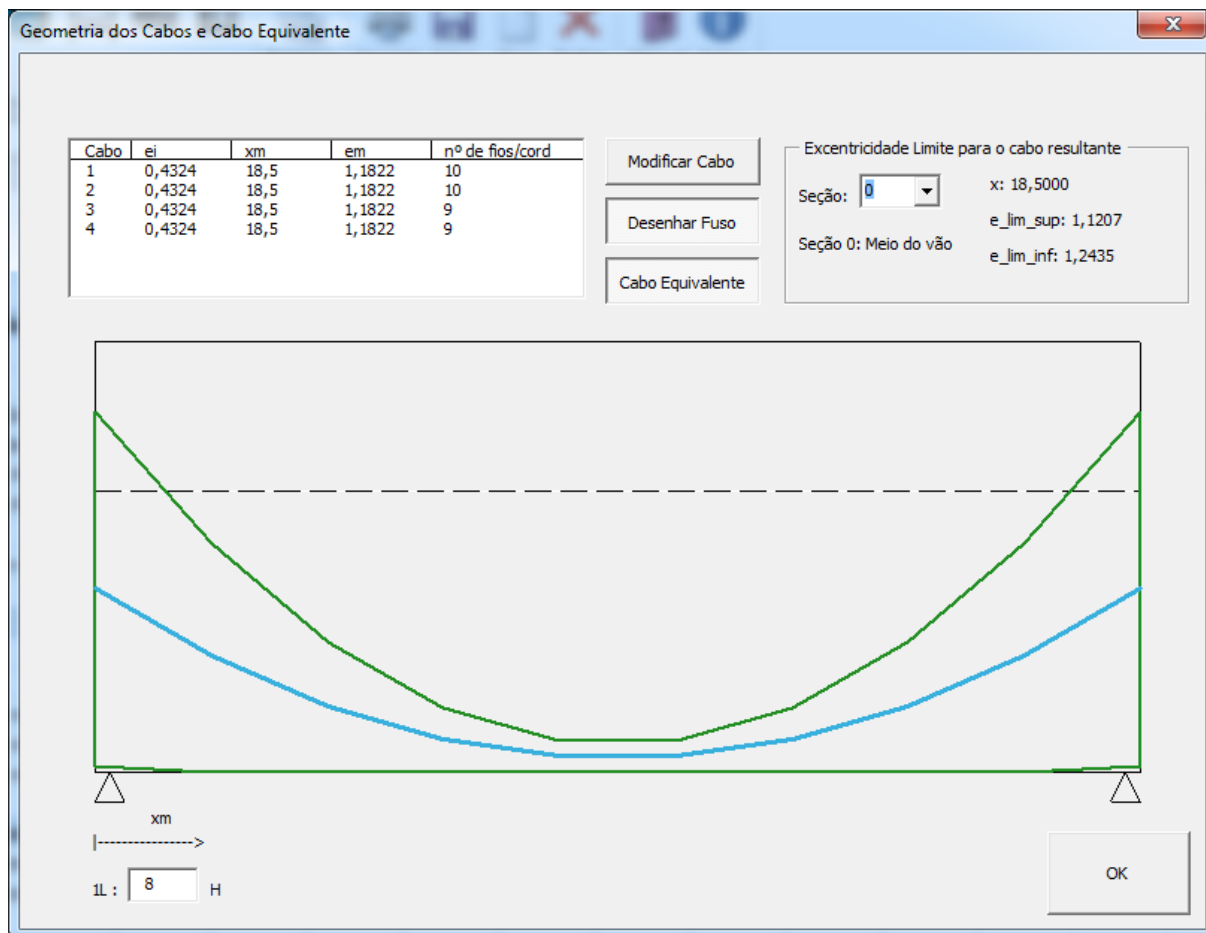 Geometria dos Cabos e Cabo Equivalente
Cabo ei xm em nº de fios/cord
1 0,4324 18,5 1,1822 10
2 0,4324 18,5 1,1822 10
3 0,4324 18,5 1,1822 9
4 0,4324 18,5 1,1822 9
Modificar Cabo
Desenhar Fuso
Cabo Equivalente
Excentricidade Limite para o cabo resultante
Seção: 0
x: 18,5000
e_lim_sup: 1,1207
Seção 0: Meio do vão
e_lim_inf: 1,2435
xm
|---------------->
1L : 8 H
OK